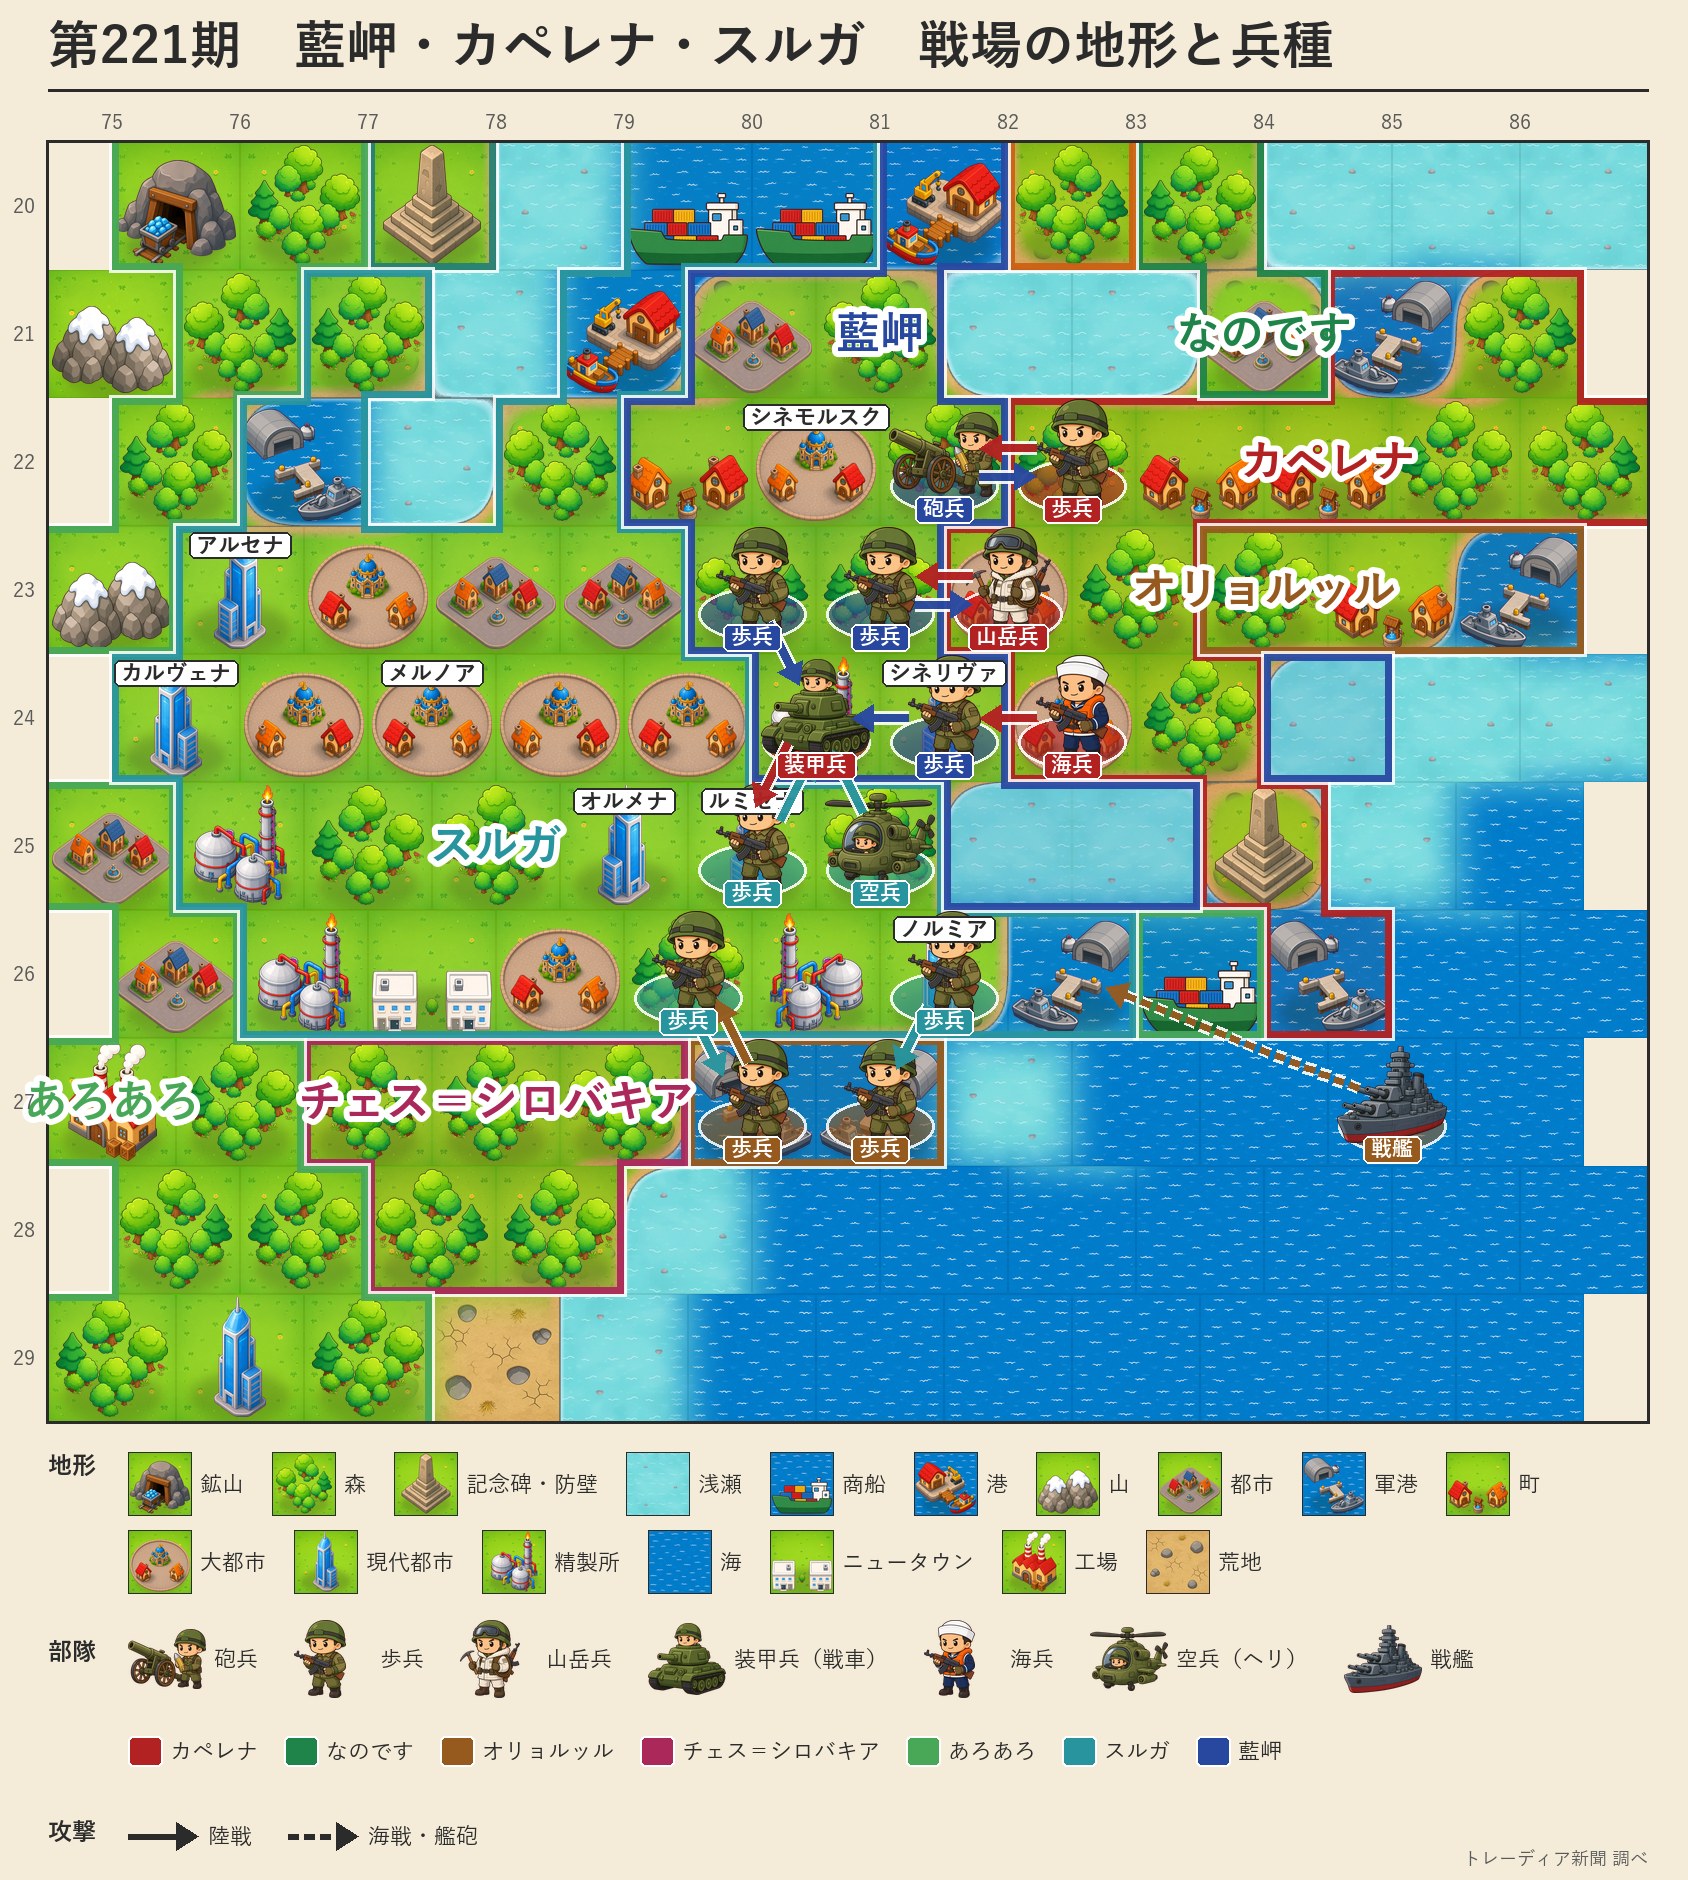 第221期 藍岬・カペレナ・スルガ 戦場の地形と兵種
75 76 77 78 79 80 81 82 83 84 85 86
20
21
藍岬
なのです
22
シネモルスク
カペレナ
砲兵
歩兵
23
アルセナ
オリョルッル
歩兵
歩兵
山岳兵
24
カルヴェナ
メルノア
シネリヴァ
装甲兵
歩兵
海兵
25
オルメナ
スルガ
歩兵
空兵
26
ノルミア
歩兵
歩兵
27
あろあろ
チェス=シロバキア
歩兵
歩兵
戦艦
28
29
地形
鉱山 森 記念碑・防壁 浅瀬 商船 港 山 都市 軍港 町
大都市 現代都市 精製所 海 ニュータウン 工場 荒地
部隊
砲兵 歩兵 山岳兵 装甲兵（戦車） 海兵 空兵（ヘリ） 戦艦
カペレナ なのです オリョルッル チェス=シロバキア あろあろ スルガ 藍岬
攻撃
陸戦 海戦・艦砲
トレーディア新聞 調べ